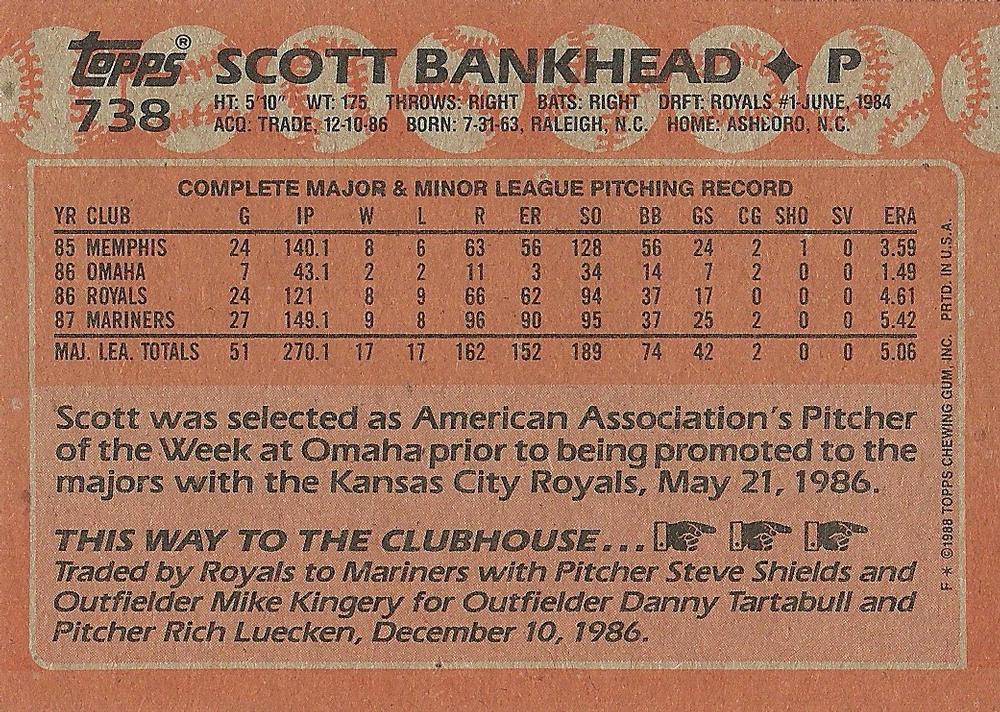 Topps® SCOTT BANKHEAD ♦ P
738 HT: 5'10" WT: 175 THROWS: RIGHT BATS: RIGHT DRFT: ROYALS #1-JUNE, 1984
ACQ: TRADE, 12-10-86 BORN: 7-31-63, RALEIGH, N.C. HOME: ASHBORO, N.C.
COMPLETE MAJOR & MINOR LEAGUE PITCHING RECORD
YR CLUB G IP W L R ER SO BB GS CG SHO SV ERA
85 MEMPHIS 24 140.1 8 6 63 56 128 56 24 2 1 0 3.59
86 OMAHA 7 43.1 2 2 11 3 34 14 7 2 0 0 1.49
86 ROYALS 24 121 8 9 66 62 94 37 17 0 0 0 4.61
87 MARINERS 27 149.1 9 8 96 90 95 37 25 2 0 0 5.42
MAJ. LEA. TOTALS 51 270.1 17 17 162 152 189 74 42 2 0 0 5.06
Scott was selected as American Association's Pitcher
of the Week at Omaha prior to being promoted to the
majors with the Kansas City Royals, May 21, 1986.
THIS WAY TO THE CLUBHOUSE...
Traded by Royals to Mariners with Pitcher Steve Shields and
Outfielder Mike Kingery for Outfielder Danny Tartabull and
Pitcher Rich Luecken, December 10, 1986.
F * ©1988 TOPPS CHEWING GUM, INC. PRTD. IN U.S.A.